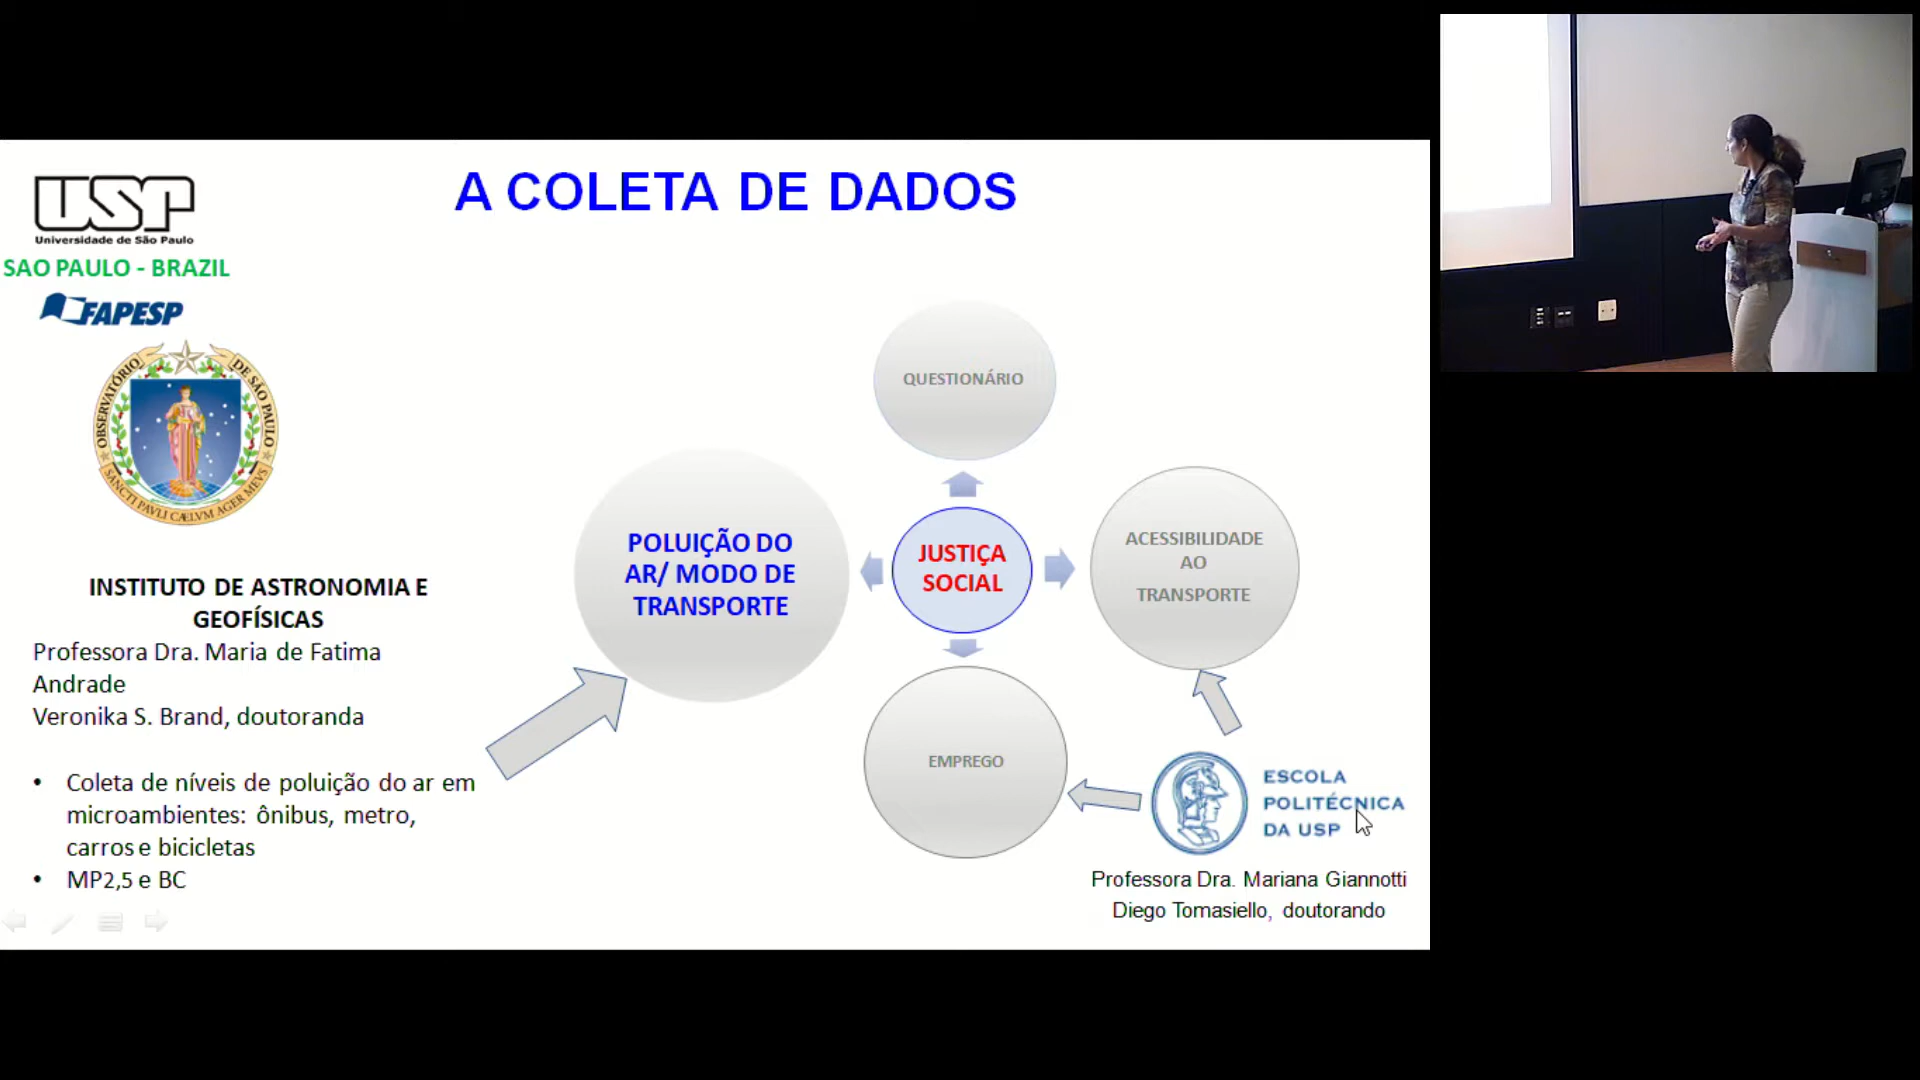 USP
Universidade de São Paulo
SAO PAULO - BRAZIL
FAPESP
OBSERVATÓRIO DE SÃO PAULO
SANCTI PAVLI CÆLVM AGER MEVS
A COLETA DE DADOS
INSTITUTO DE ASTRONOMIA E
GEOFÍSICAS
Professora Dra. Maria de Fatima
Andrade
Veronika S. Brand, doutoranda
• Coleta de níveis de poluição do ar em
microambientes: ônibus, metro,
carros e bicicletas
• MP2,5 e BC
QUESTIONÁRIO
POLUIÇÃO DO
AR/ MODO DE
TRANSPORTE
JUSTIÇA
SOCIAL
ACESSIBILIDADE
AO
TRANSPORTE
EMPREGO
ESCOLA
POLITÉCNICA
DA USP
Professora Dra. Mariana Giannotti
Diego Tomasiello, doutorando